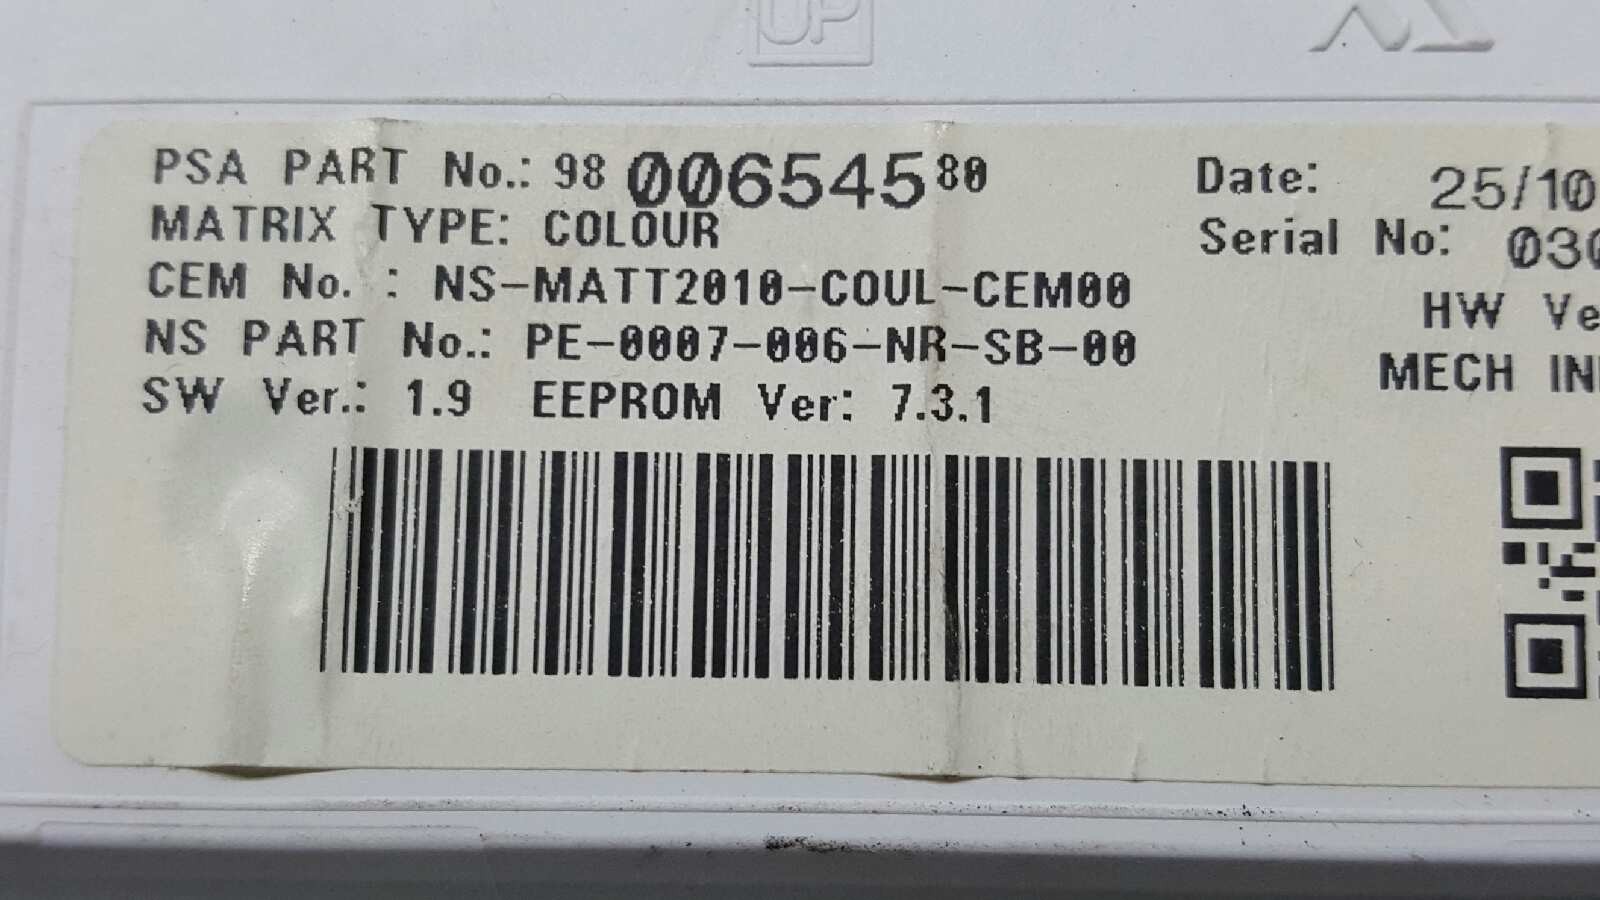 UP
PSA PART No.: 98 006545 80
MATRIX TYPE: COLOUR
CEM No. : NS-MATT2010-COUL-CEM00
NS PART No.: PE-0007-006-NR-SB-00
SW Ver.: 1.9 EEPROM Ver: 7.3.1
Date: 25/10
Serial No: 030
HW Ve
MECH IN